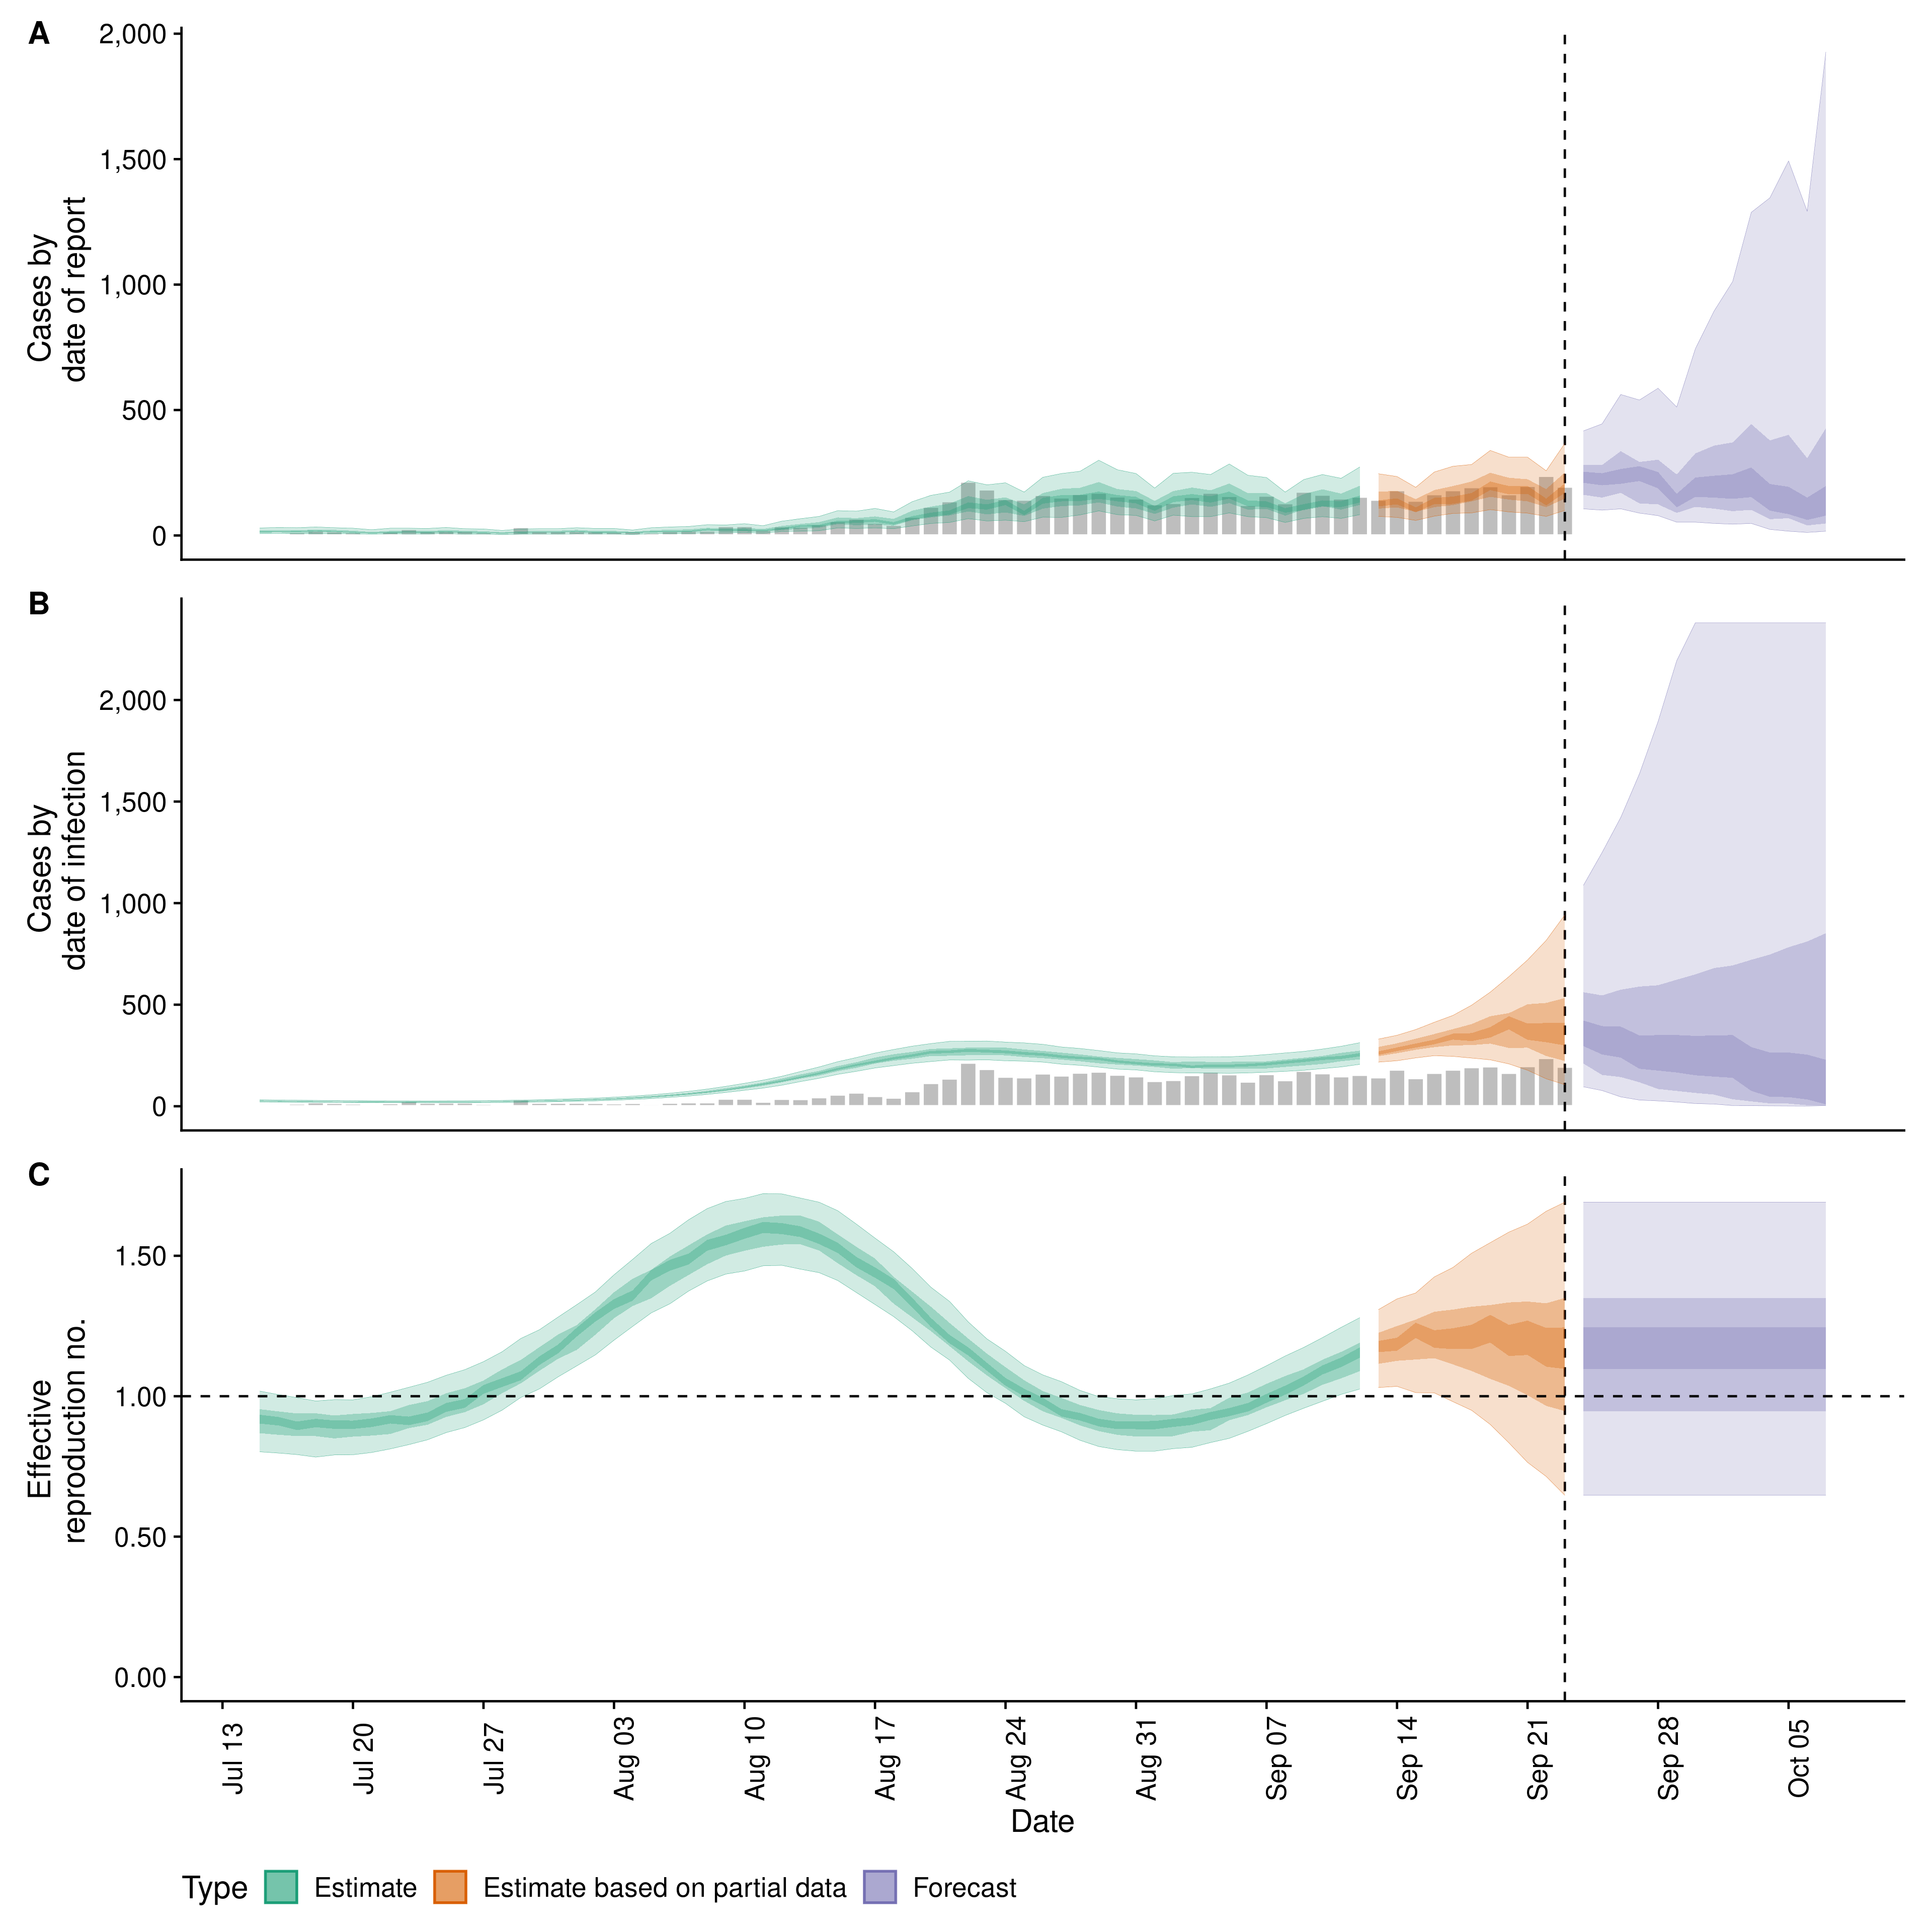 A
2,000
1,500
1,000
500
0
Cases by
date of report
B
2,000
1,500
1,000
500
0
Cases by
date of infection
C
1.50
1.00
0.50
0.00
Effective
reproduction no.
Jul 13
Jul 20
Jul 27
Aug 03
Aug 10
Aug 17
Aug 24
Aug 31
Sep 07
Sep 14
Sep 21
Sep 28
Oct 05
Date
Type Estimate Estimate based on partial data Forecast